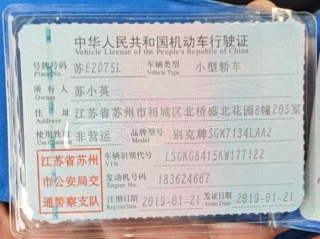 中华人民共和国机动车行驶证
Vehicle License of the People's Republic of China
号牌号码 苏E2D75L 车辆类型 小型轿车
Plate No. Vehicle Type
所有人 苏小英
Owner
住址 江苏省苏州市相城区北桥盛北花园8幢205室
Address
使用性质 非营运 品牌型号 别克牌SGK7134LAA2
Use Character Model
江苏省苏州
市公安局交
通警察支队
车辆识别代号 LSGKG8415KW177122
VIN
发动机号码 183624667
Engine No.
注册日期 2019-01-21 发证日期 2019-01-21
Register Date Issue Date